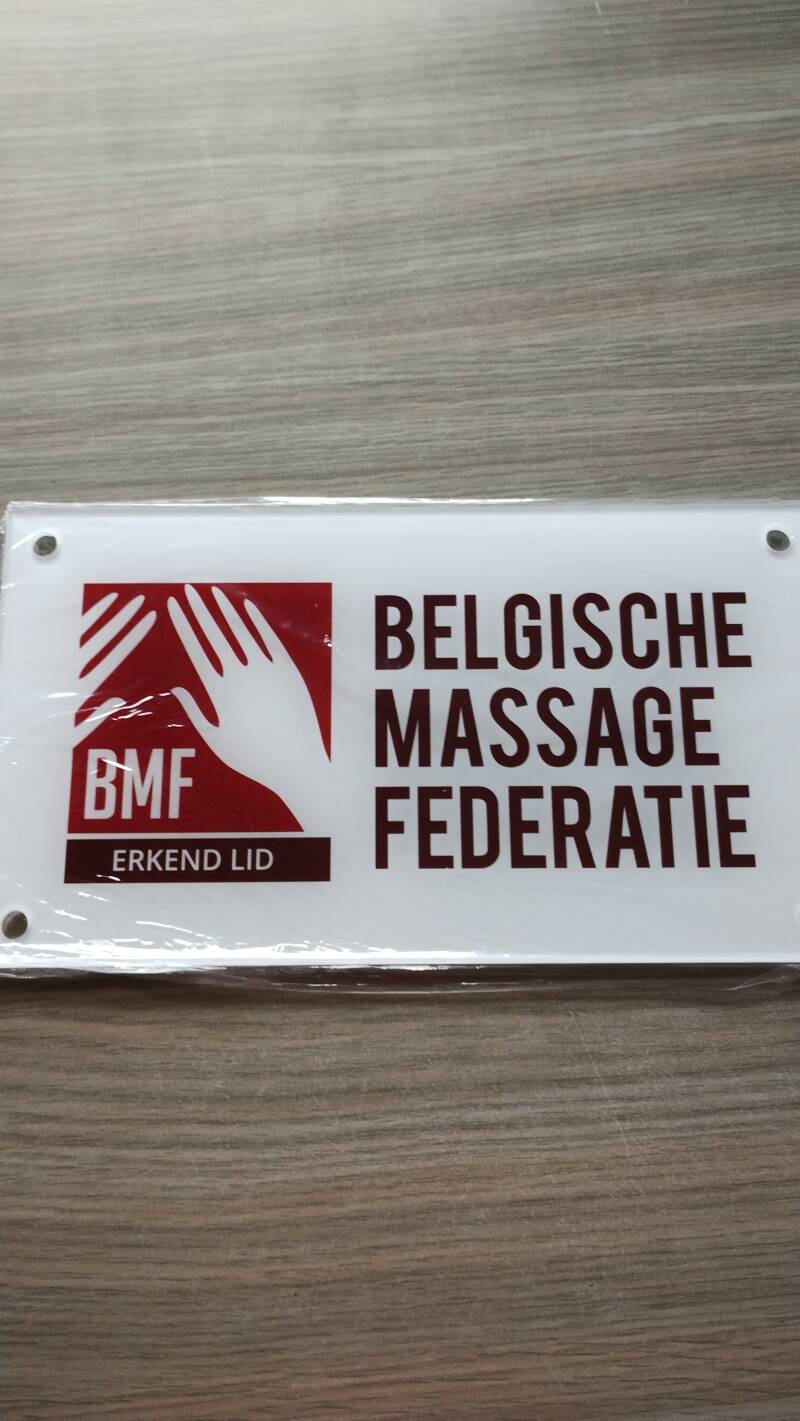 BMF
ERKEND LID
BELGISCHE
MASSAGE
FEDERATIE